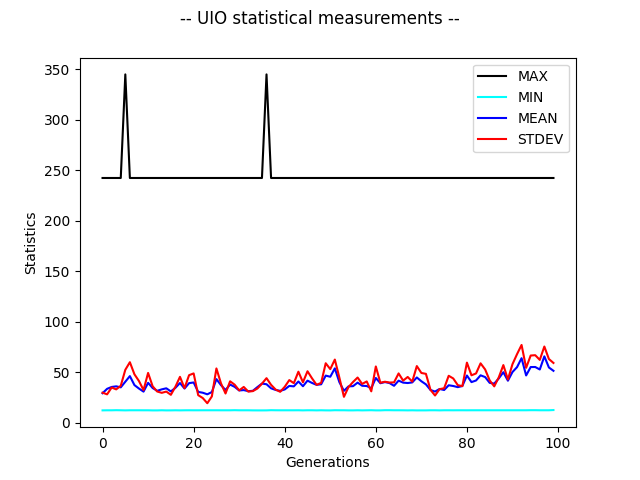 -- UIO statistical measurements --
MAX
MIN
MEAN
STDEV
Statistics
350
300
250
200
150
100
50
0
0 20 40 60 80 100
Generations